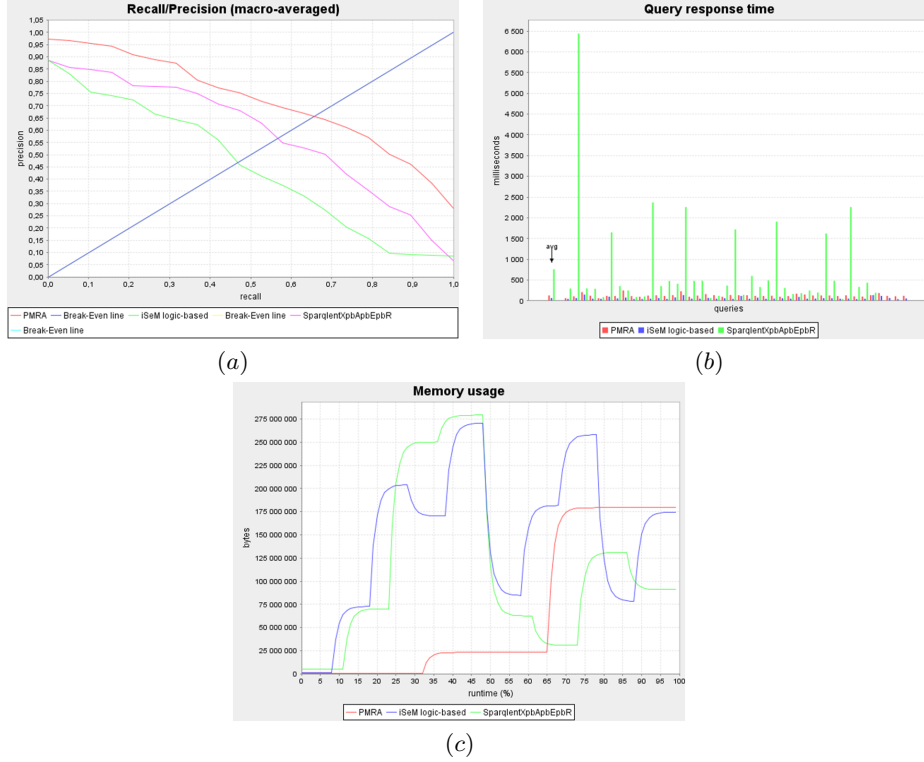 Recall/Precision (macro-averaged)
1,05
1,00
0,95
0,90
0,85
0,80
0,75
0,70
0,65
0,60
0,55
0,50
0,45
0,40
0,35
0,30
0,25
0,20
0,15
0,10
0,05
0,00
precision
0,0 0,1 0,2 0,3 0,4 0,5 0,6 0,7 0,8 0,9 1,0
recall
PMRA Break-Even line iSeM logic-based Break-Even line SparqlentXpbApbEpbR
Break-Even line
(a)
Query response time
6 500
6 000
5 500
5 000
4 500
4 000
3 500
3 000
2 500
2 000
1 500
1 000
500
0
milliseconds
avg
queries
PMRA iSeM logic-based SparqlentXpbApbEpbR
(b)
Memory usage
275 000 000
250 000 000
225 000 000
200 000 000
175 000 000
150 000 000
125 000 000
100 000 000
75 000 000
50 000 000
25 000 000
0
bytes
0 5 10 15 20 25 30 35 40 45 50 55 60 65 70 75 80 85 90 95 100
runtime (%)
PMRA iSeM logic-based SparqlentXpbApbEpbR
(c)